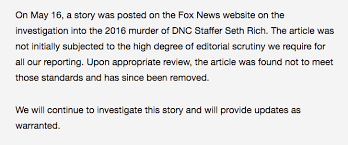 On May 16, a story was posted on the Fox News website on the
investigation into the 2016 murder of DNC Staffer Seth Rich. The article was
not initially subjected to the high degree of editorial scrutiny we require for
all our reporting. Upon appropriate review, the article was found not to meet
those standards and has since been removed.
We will continue to investigate this story and will provide updates as
warranted.